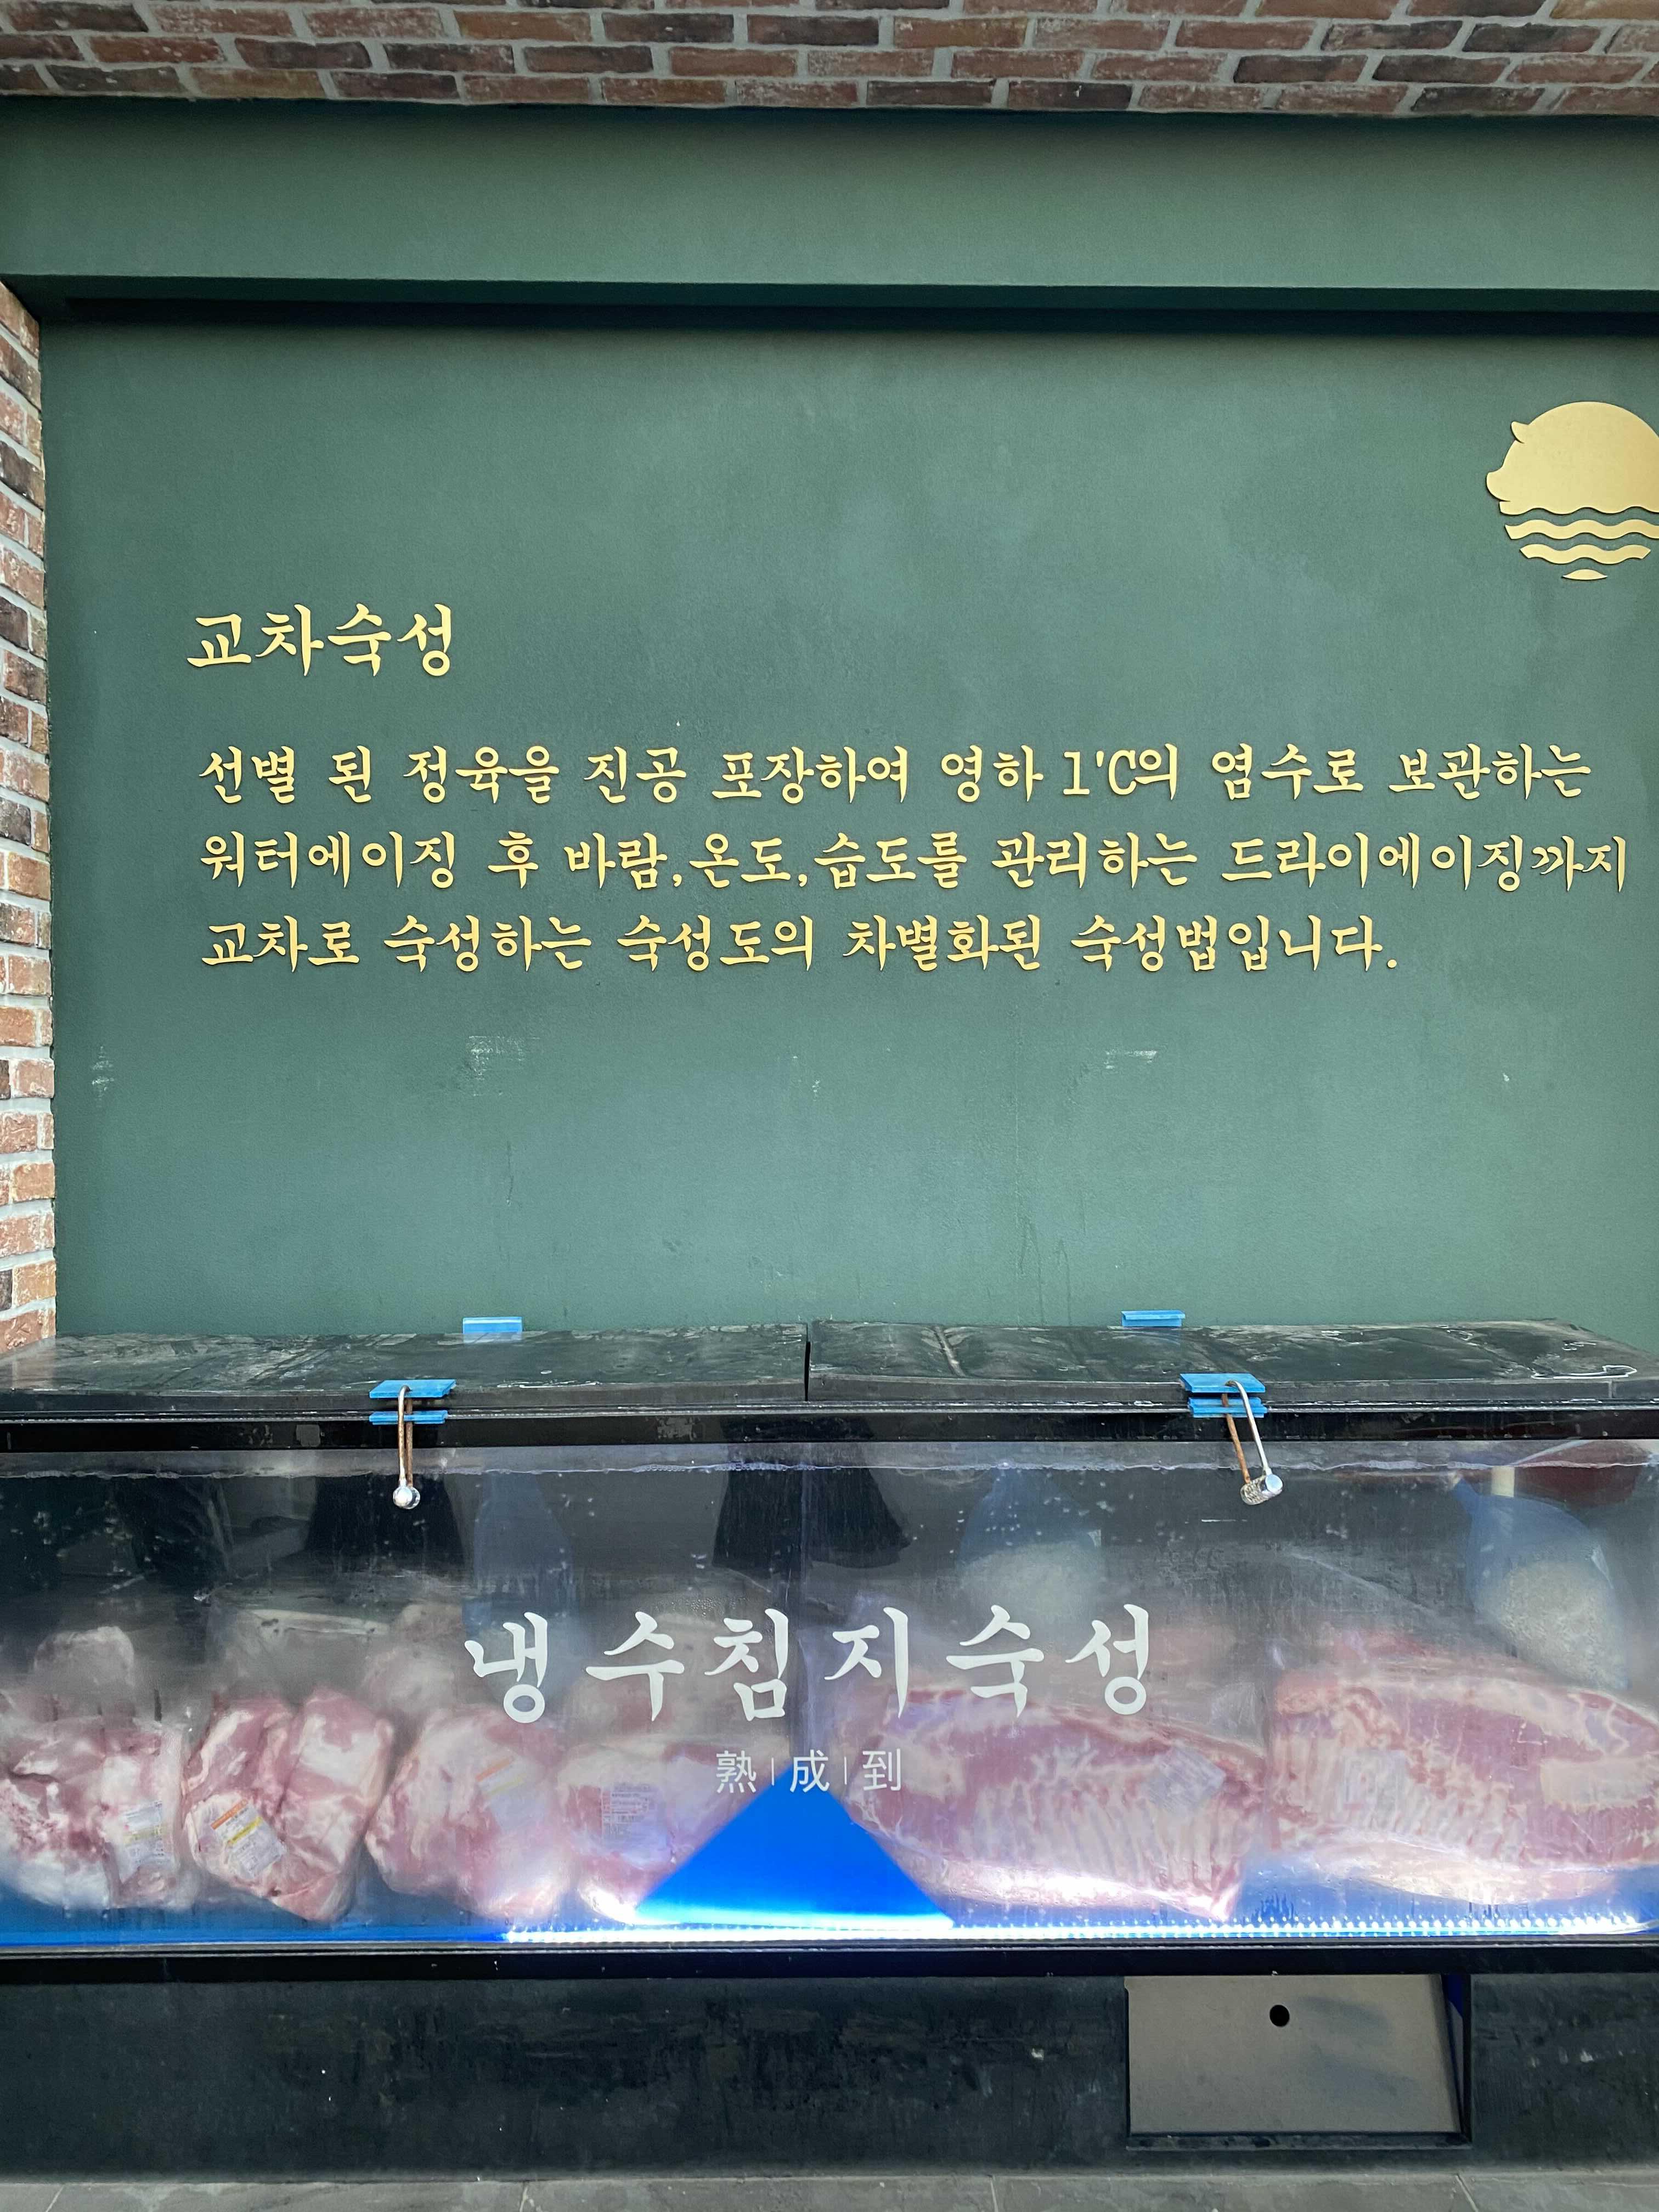 교차숙성
선별 된 정육을 진공 포장하여 영하 1'C의 염수로 보관하는
워터에이징 후 바람,온도,습도를 관리하는 드라이에이징까지
교차로 숙성하는 숙성도의 차별화된 숙성법입니다.
냉수침지숙성
熟|成|到